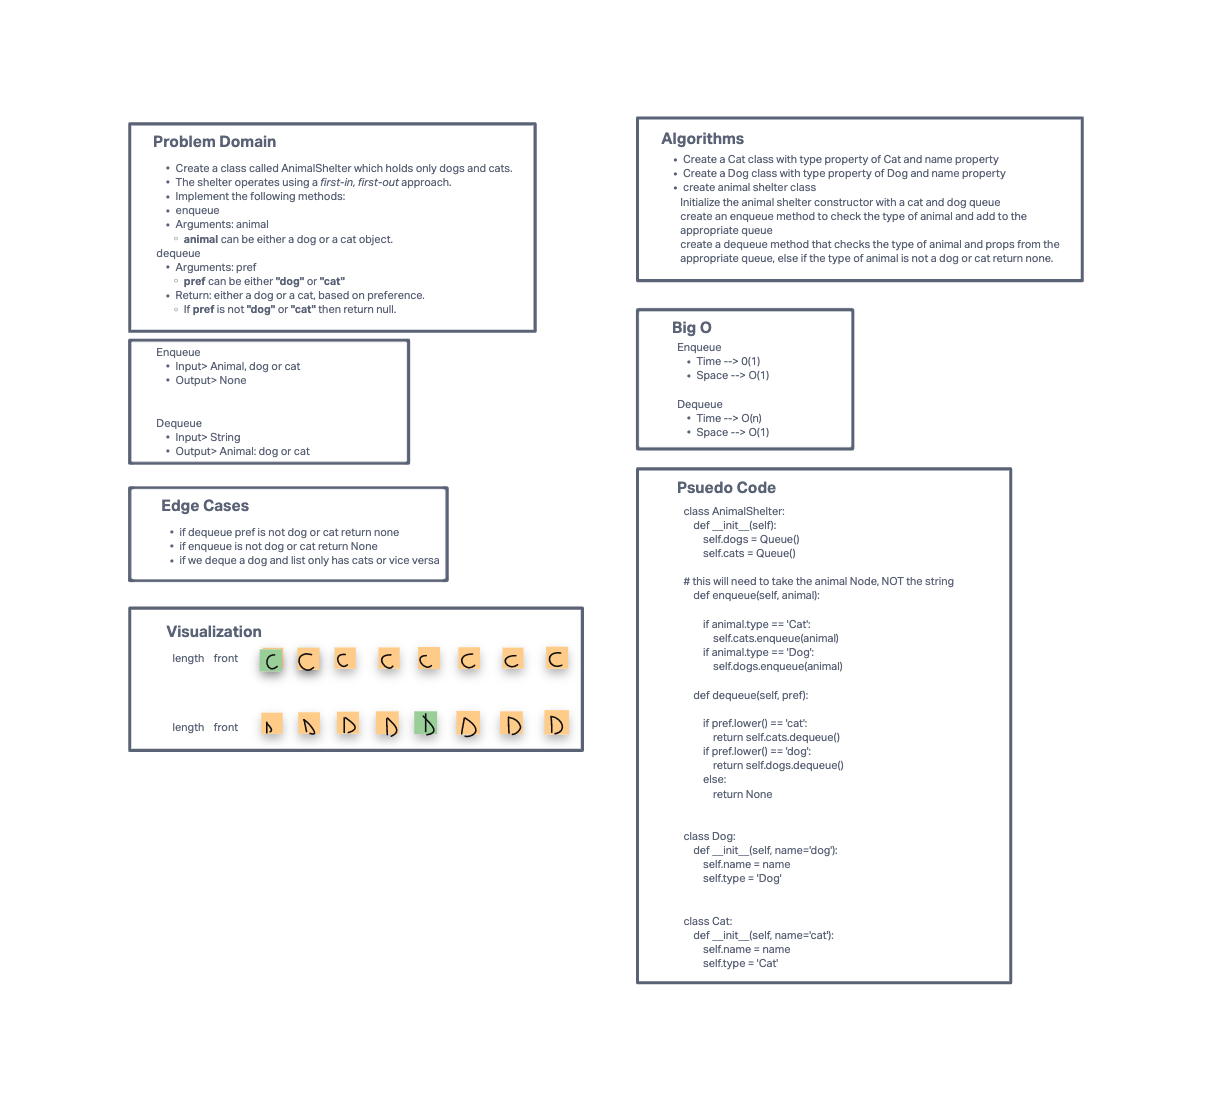 Problem Domain
• Create a class called AnimalShelter which holds only dogs and cats.
• The shelter operates using a first-in, first-out approach.
• Implement the following methods:
• enqueue
• Arguments: animal
◦ animal can be either a dog or a cat object.
dequeue
• Arguments: pref
◦ pref can be either "dog" or "cat"
• Return: either a dog or a cat, based on preference.
◦ If pref is not "dog" or "cat" then return null.
Enqueue
• Input> Animal, dog or cat
• Output> None
Dequeue
• Input> String
• Output> Animal: dog or cat
Edge Cases
• if dequeue pref is not dog or cat return none
• if enqueue is not dog or cat return None
• if we deque a dog and list only has cats or vice versa
Visualization
length front C C C C C C C C
length front D D D D D D D D
Algorithms
• Create a Cat class with type property of Cat and name property
• Create a Dog class with type property of Dog and name property
• create animal shelter class
Initialize the animal shelter constructor with a cat and dog queue
create an enqueue method to check the type of animal and add to the
appropriate queue
create a dequeue method that checks the type of animal and props from the
appropriate queue, else if the type of animal is not a dog or cat return none.
Big O
Enqueue
• Time --> 0(1)
• Space --> O(1)
Dequeue
• Time --> O(n)
• Space --> O(1)
Psuedo Code
class AnimalShelter:
def __init__(self):
self.dogs = Queue()
self.cats = Queue()
# this will need to take the animal Node, NOT the string
def enqueue(self, animal):
if animal.type == 'Cat':
self.cats.enqueue(animal)
if animal.type == 'Dog':
self.dogs.enqueue(animal)
def dequeue(self, pref):
if pref.lower() == 'cat':
return self.cats.dequeue()
if pref.lower() == 'dog':
return self.dogs.dequeue()
else:
return None
class Dog:
def __init__(self, name='dog'):
self.name = name
self.type = 'Dog'
class Cat:
def __init__(self, name='cat'):
self.name = name
self.type = 'Cat'